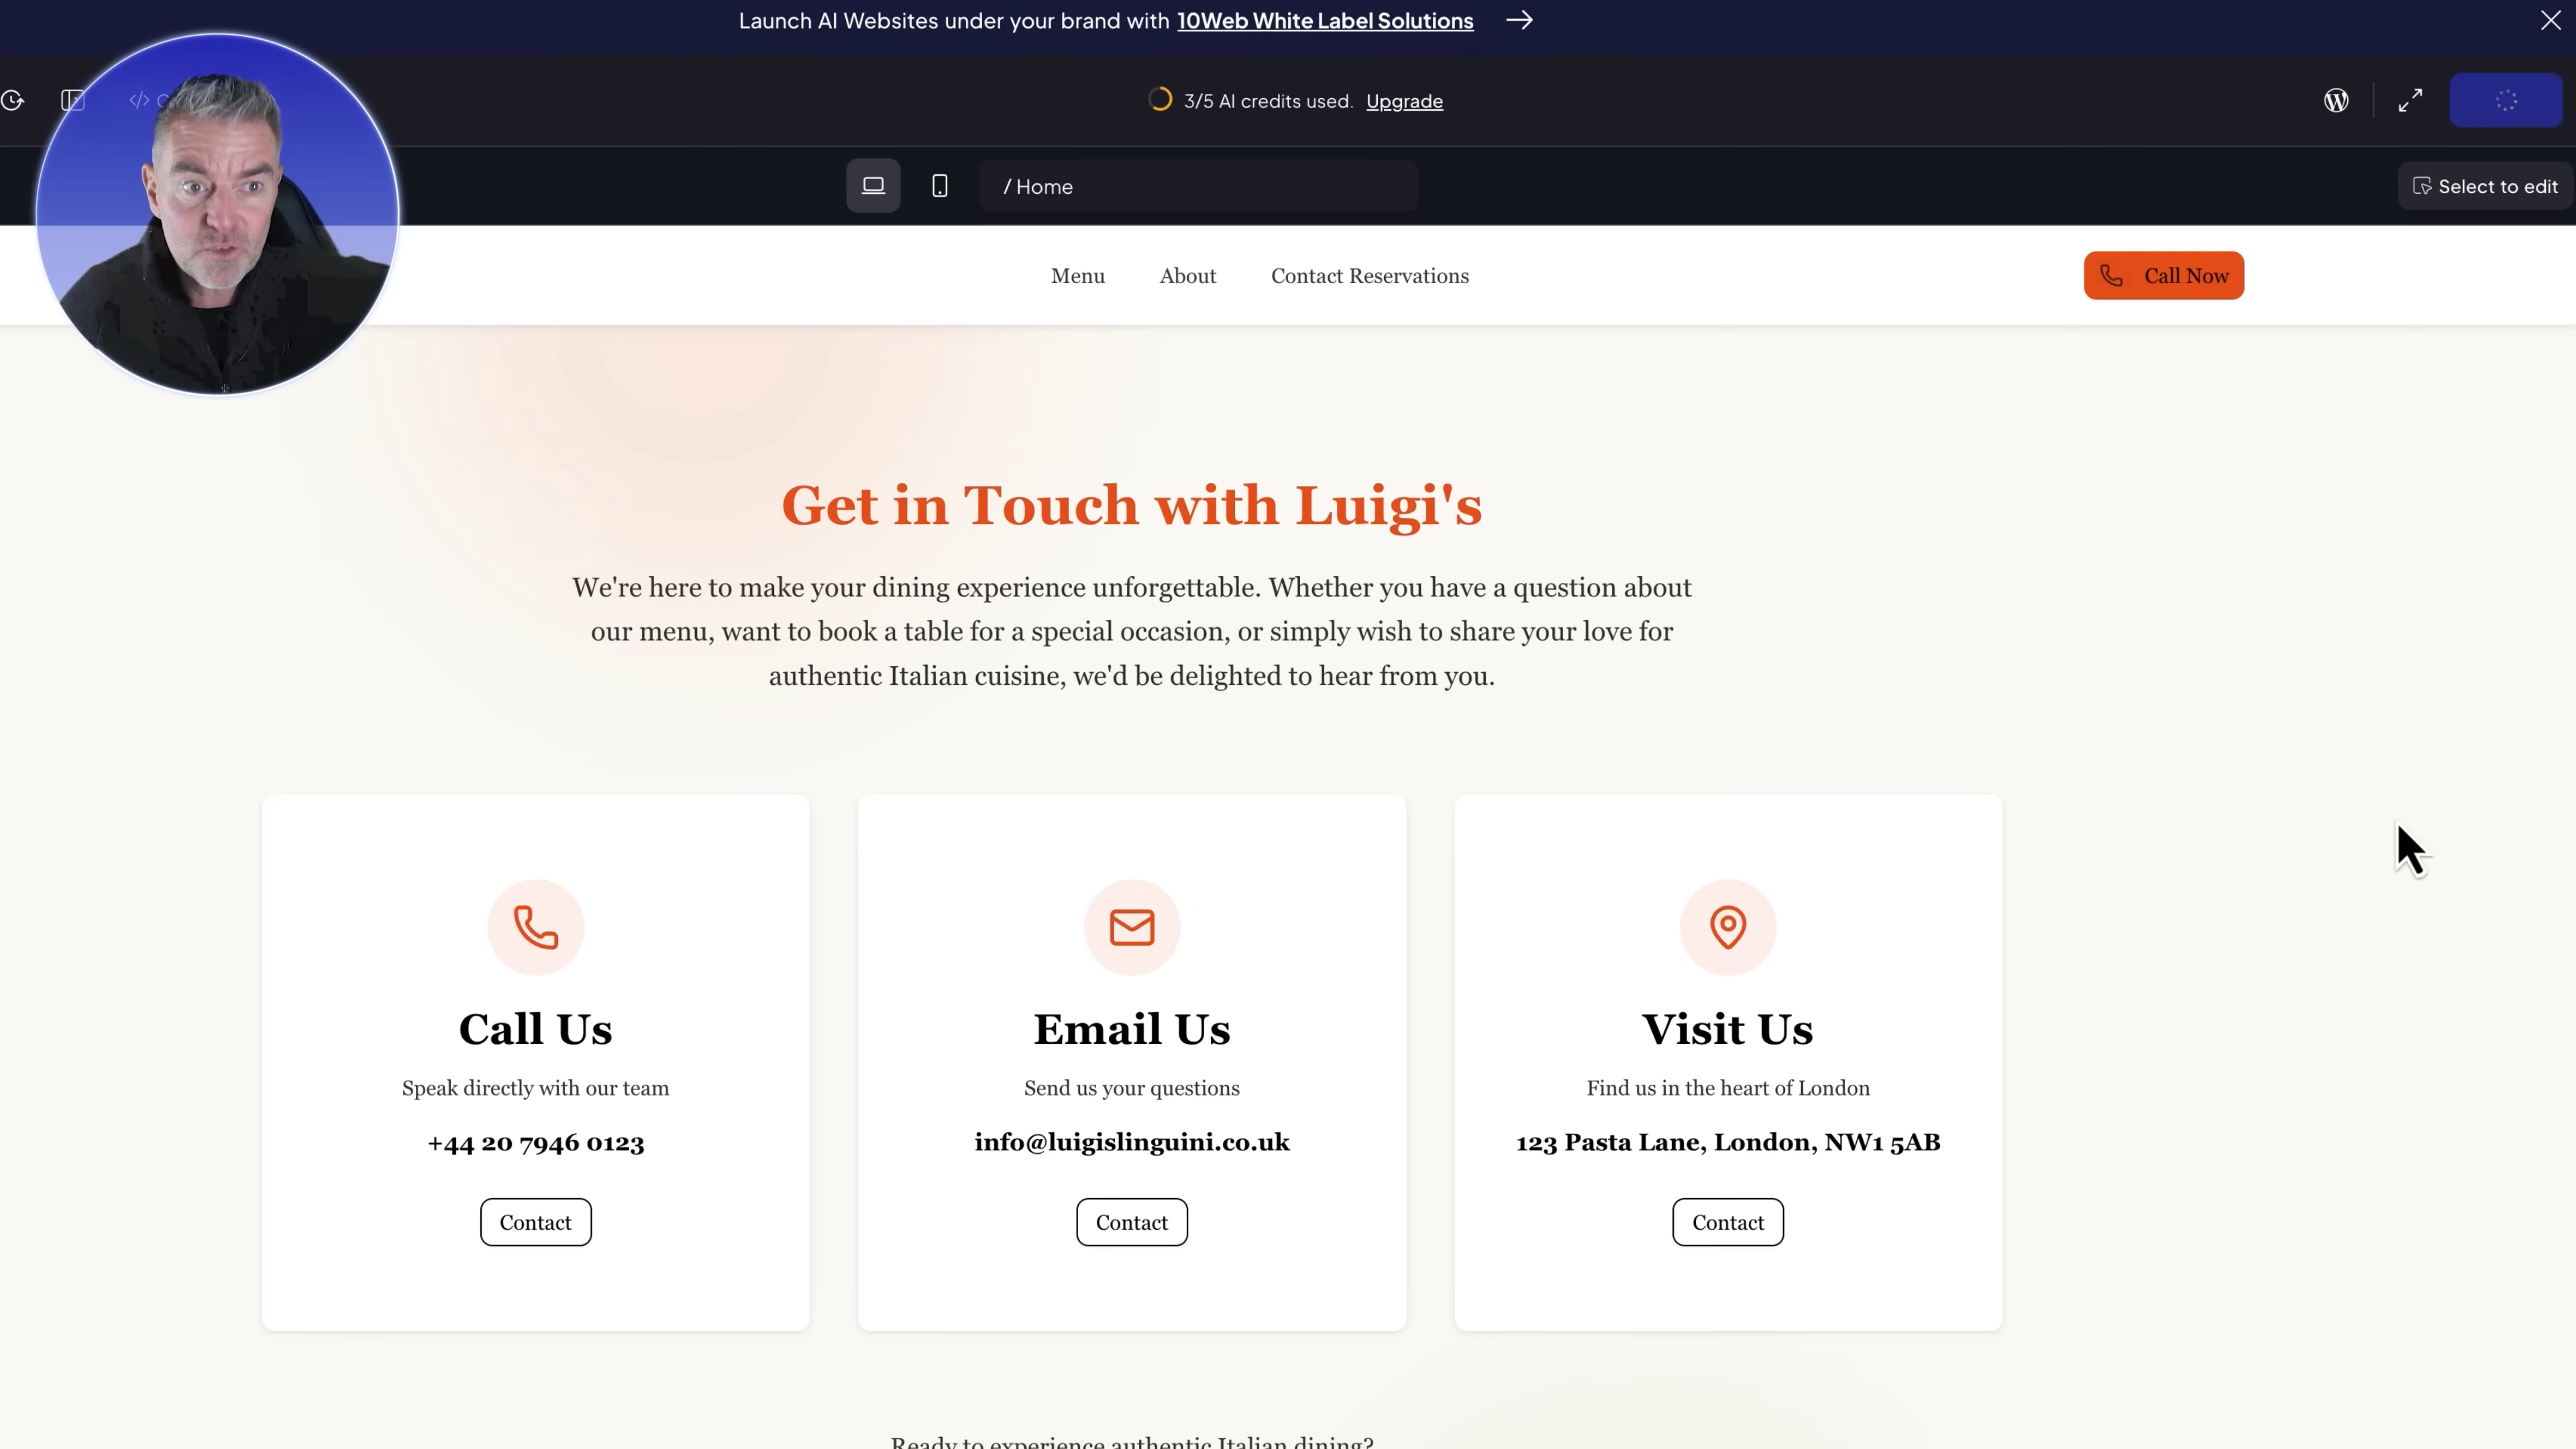 Launch AI Websites under your brand with 10Web White Label Solutions
3/5 AI credits used. Upgrade
/ Home
Select to edit
Menu
About
Contact Reservations
Call Now
Get in Touch with Luigi's
We're here to make your dining experience unforgettable. Whether you have a question about
our menu, want to book a table for a special occasion, or simply wish to share your love for
authentic Italian cuisine, we'd be delighted to hear from you.
Call Us
Speak directly with our team
+44 20 7946 0123
Contact
Email Us
Send us your questions
info@luigislinguini.co.uk
Contact
Visit Us
Find us in the heart of London
123 Pasta Lane, London, NW1 5AB
Contact
Ready to experience authentic Italian dining?